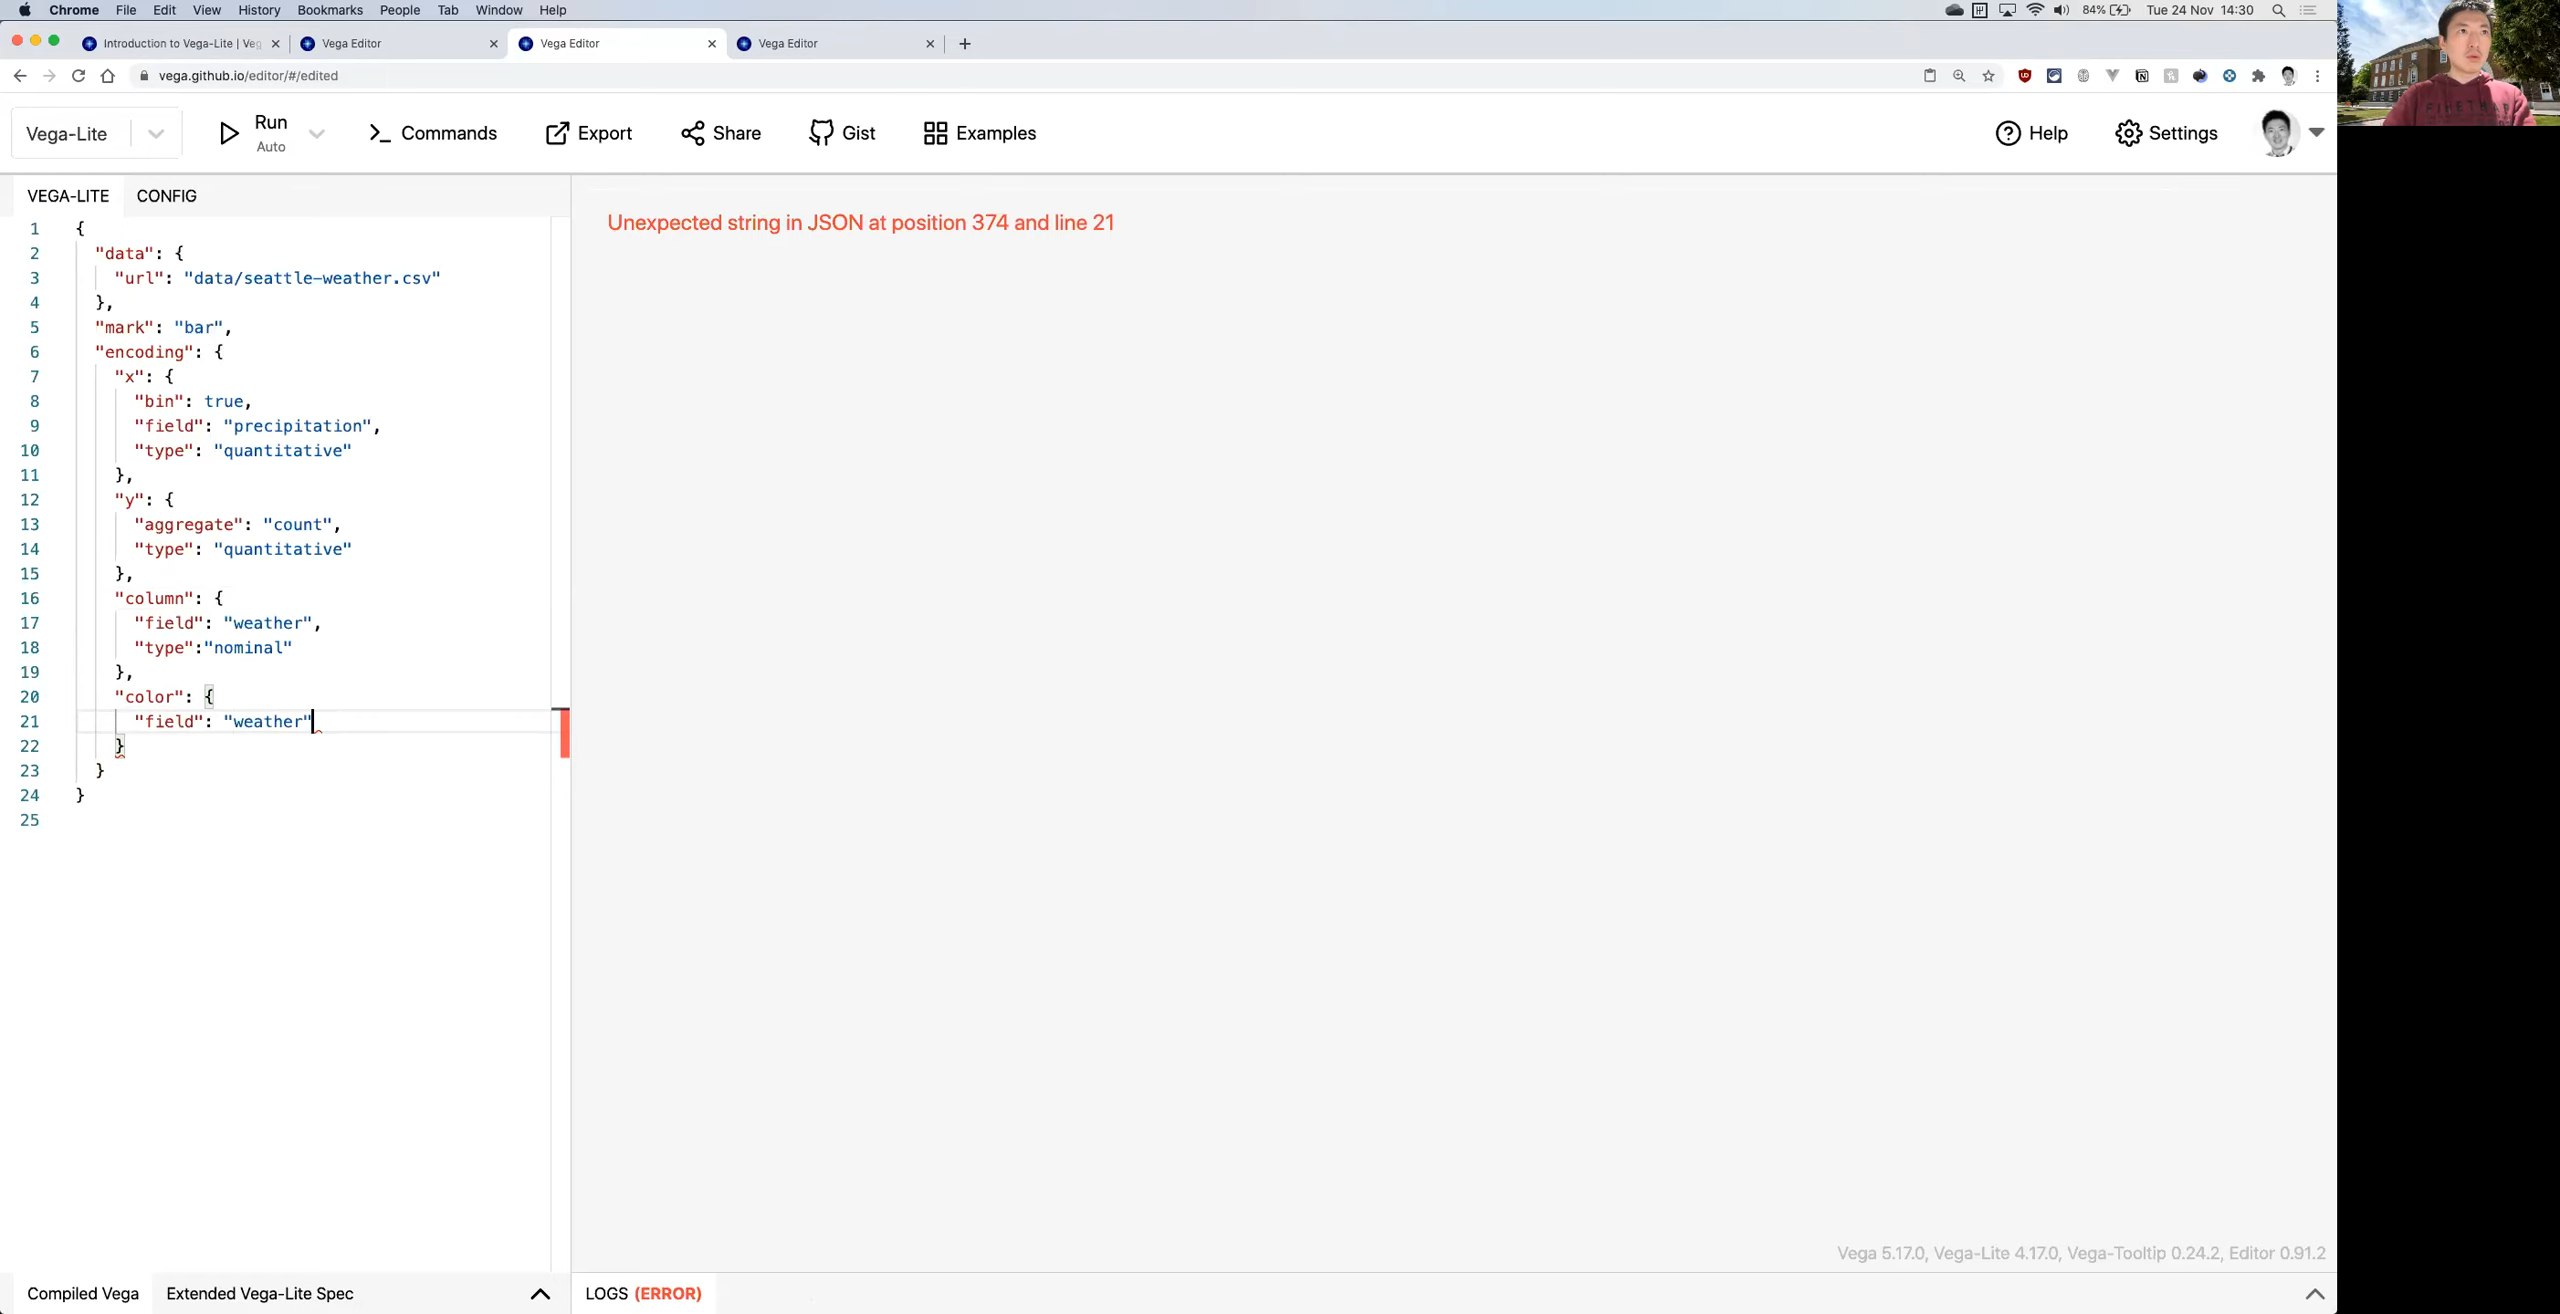 Chrome File Edit View History Bookmarks People Tab Window Help 84% Tue 24 Nov 14:30
Introduction to Vega-Lite | Veg Vega Editor Vega Editor Vega Editor
vega.github.io/editor/#/edited
Vega-Lite Run Auto Commands Export Share Gist Examples Help Settings
VEGA-LITE CONFIG
Unexpected string in JSON at position 374 and line 21
1 {
2 "data": {
3 "url": "data/seattle-weather.csv"
4 },
5 "mark": "bar",
6 "encoding": {
7 "x": {
8 "bin": true,
9 "field": "precipitation",
10 "type": "quantitative"
11 },
12 "y": {
13 "aggregate": "count",
14 "type": "quantitative"
15 },
16 "column": {
17 "field": "weather",
18 "type":"nominal"
19 },
20 "color": {
21 "field": "weather"
22 }
23 }
24 }
25
Vega 5.17.0, Vega-Lite 4.17.0, Vega-Tooltip 0.24.2, Editor 0.91.2
Compiled Vega Extended Vega-Lite Spec LOGS (ERROR)